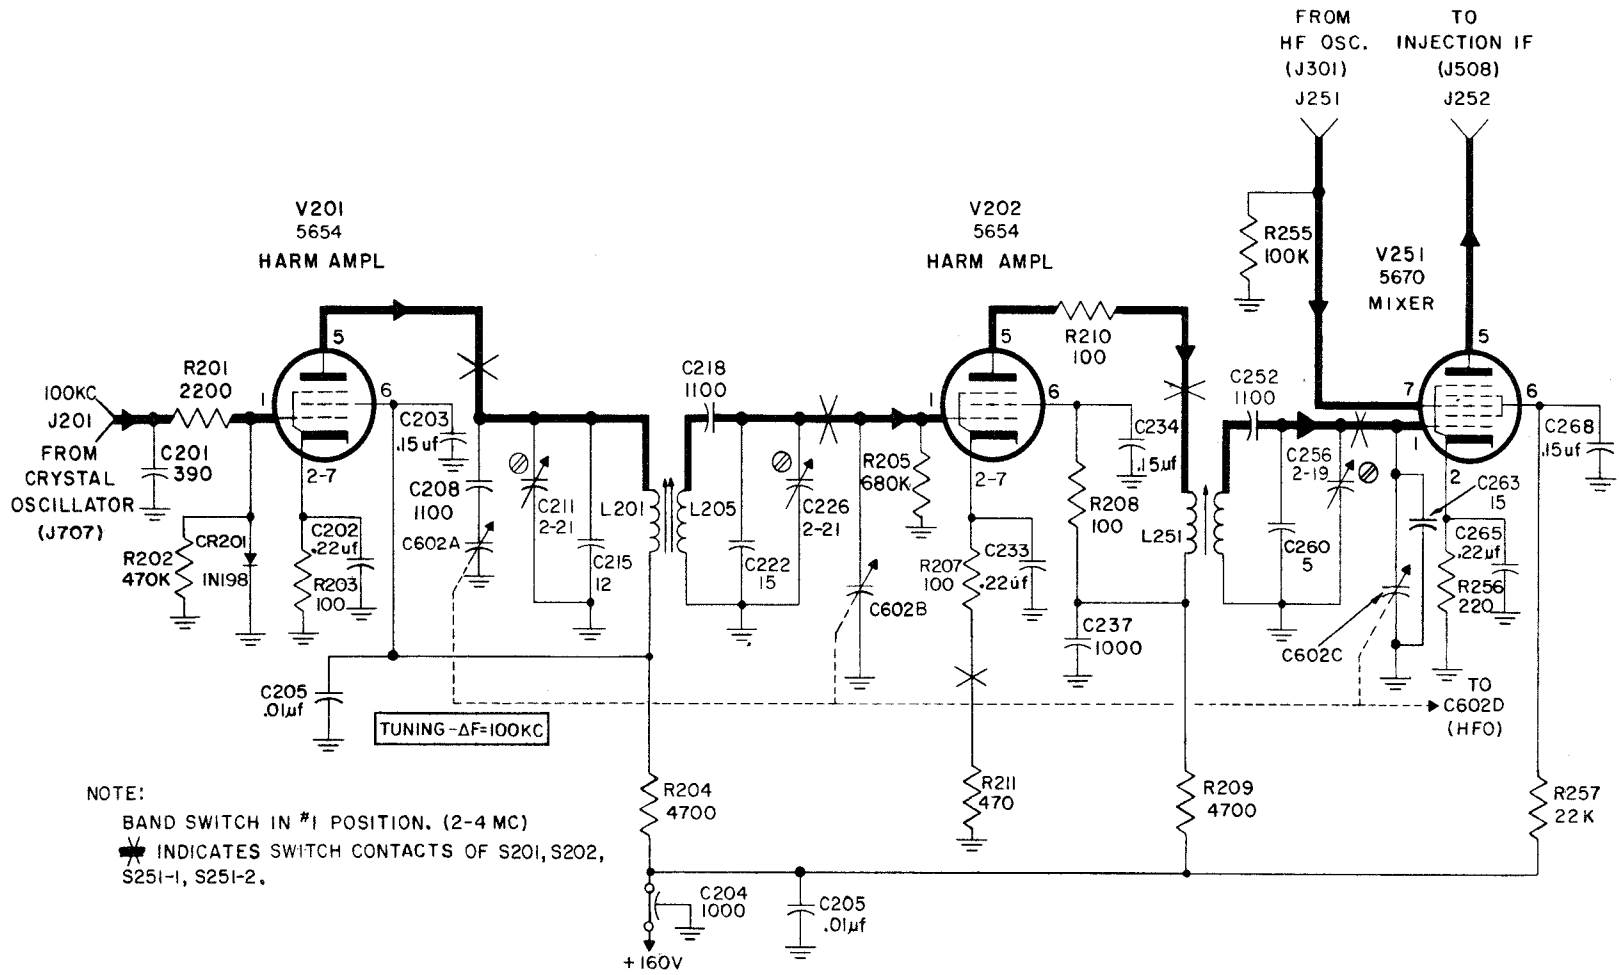 FROM
HF OSC.
(J301)
J251
TO
INJECTION IF
(J508)
J252
V201
5654
HARM AMPL
V202
5654
HARM AMPL
R255
100K
V251
5670
MIXER
5
5
R210
100
5
100KC
J201
FROM
CRYSTAL
OSCILLATOR
(J707)
R201
2200
1
6
C203
.15uf
C218
1100
1
6
C234
.15uf
C252
1100
7
1
6
C268
.15uf
C201
390
2-7
C208
1100
C211
2-21
L201
L205
C226
2-21
R205
680K
2-7
R208
100
L251
C256
2-19
2
C263
15
R202
470K
CR201
IN198
C202
.22uf
R203
100
C602A
C215
12
C222
15
C602B
R207
100
C233
.22uf
C237
1000
C260
5
C602C
C265
.22uf
R256
220
C205
.01µf
TUNING-ΔF=100KC
TO
C602D
(HFO)
R204
4700
R211
470
R209
4700
R257
22K
NOTE:
BAND SWITCH IN #1 POSITION. (2-4 MC)
INDICATES SWITCH CONTACTS OF S201, S202,
S251-1, S251-2.
C204
1000
C205
.01µf
+160V